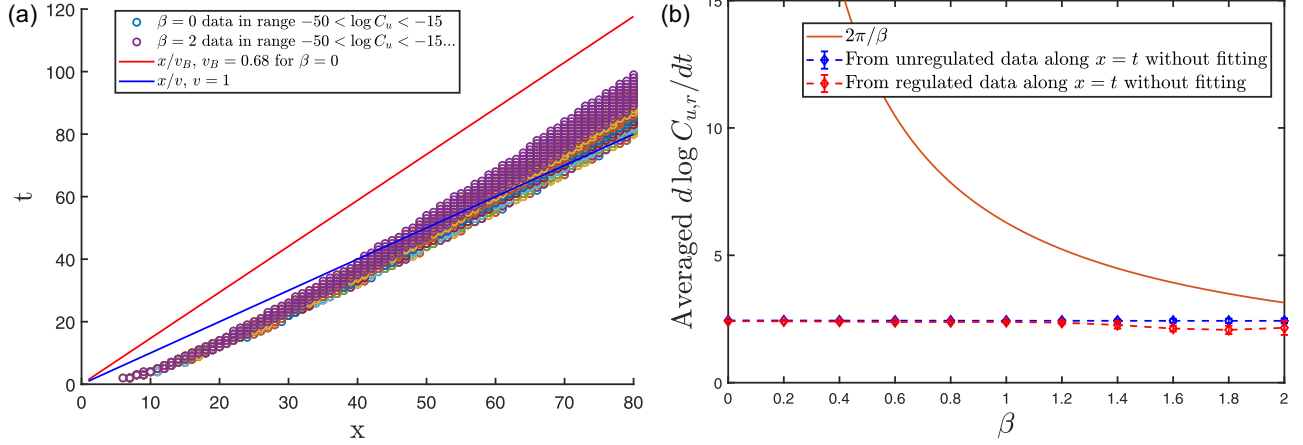 (a)
β = 0 data in range −50 < log C_u < −15
β = 2 data in range −50 < log C_u < −15...
x/v_B, v_B = 0.68 for β = 0
x/v, v = 1
120
100
80
60
40
20
0
t
0 10 20 30 40 50 60 70 80
x
(b)
2π/β
From unregulated data along x = t without fitting
From regulated data along x = t without fitting
15
10
5
0
Averaged d log C_{u,r}/dt
0 0.2 0.4 0.6 0.8 1 1.2 1.4 1.6 1.8 2
β